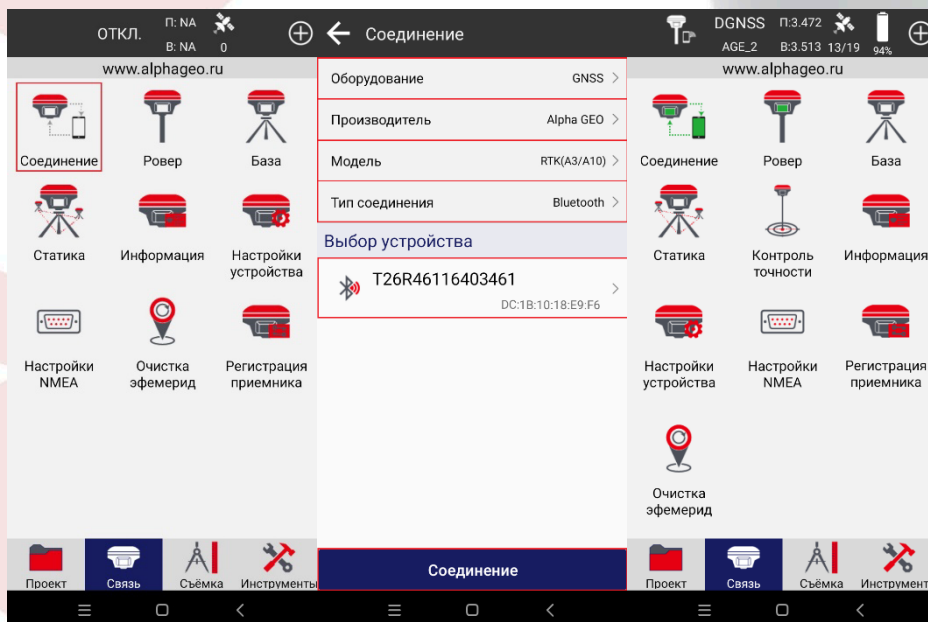 ОТКЛ.
П: NA
В: NA
0
www.alphageo.ru
Соединение
Ровер
База
Статика
Информация
Настройки
устройства
Настройки
NMEA
Очистка
эфемерид
Регистрация
приемника
Проект
Связь
Съёмка
Инструменты
Соединение
Оборудование
GNSS
Производитель
Alpha GEO
Модель
RTK(A3/A10)
Тип соединения
Bluetooth
Выбор устройства
T26R46116403461
DC:1B:10:18:E9:F6
Соединение
DGNSS
П:3.472
AGE_2
В:3.513
13/19
94%
www.alphageo.ru
Соединение
Ровер
База
Статика
Контроль
точности
Информация
Настройки
устройства
Настройки
NMEA
Регистрация
приемника
Очистка
эфемерид
Проект
Связь
Съёмка
Инструмент